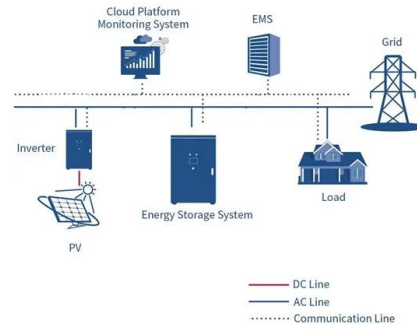 Cloud Platform
Monitoring System
EMS
Grid
Inverter
Energy Storage System
Load
PV
DC Line
AC Line
Communication Line